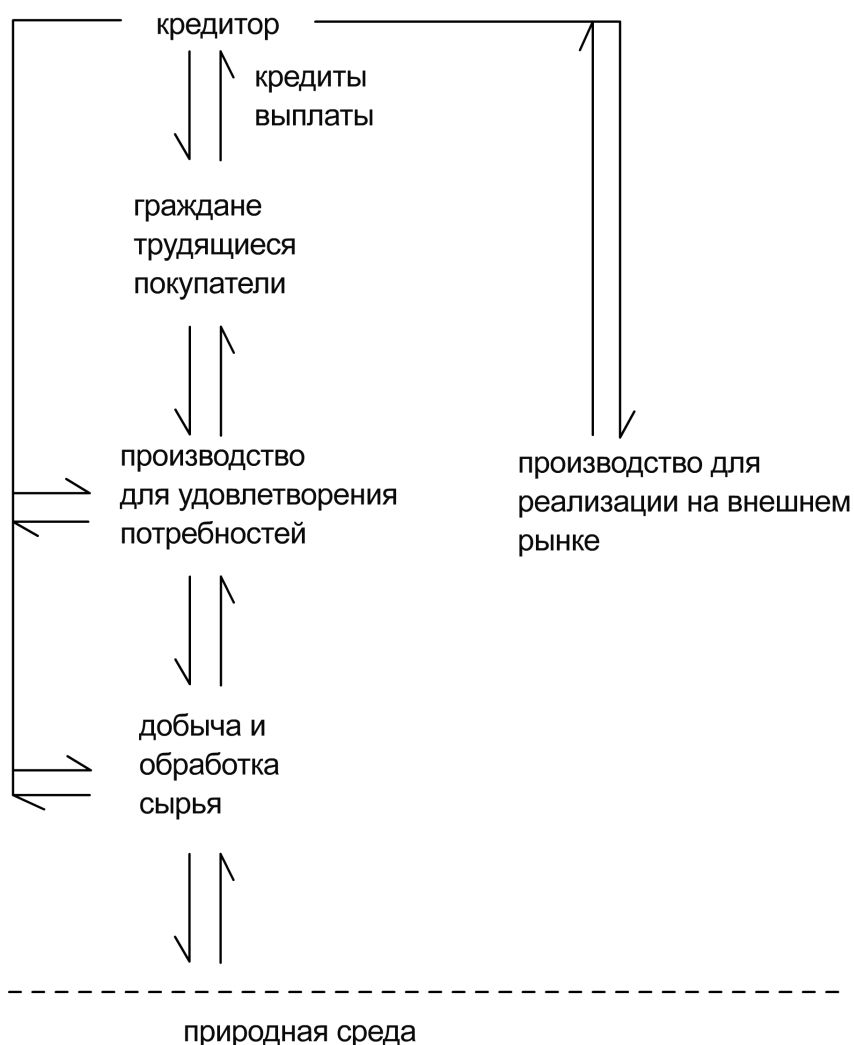 кредитор
кредиты
выплаты
граждане
трудящиеся
покупатели
производство
для удовлетворения
потребностей
производство для
реализации на внешнем
рынке
добыча и
обработка
сырья
природная среда